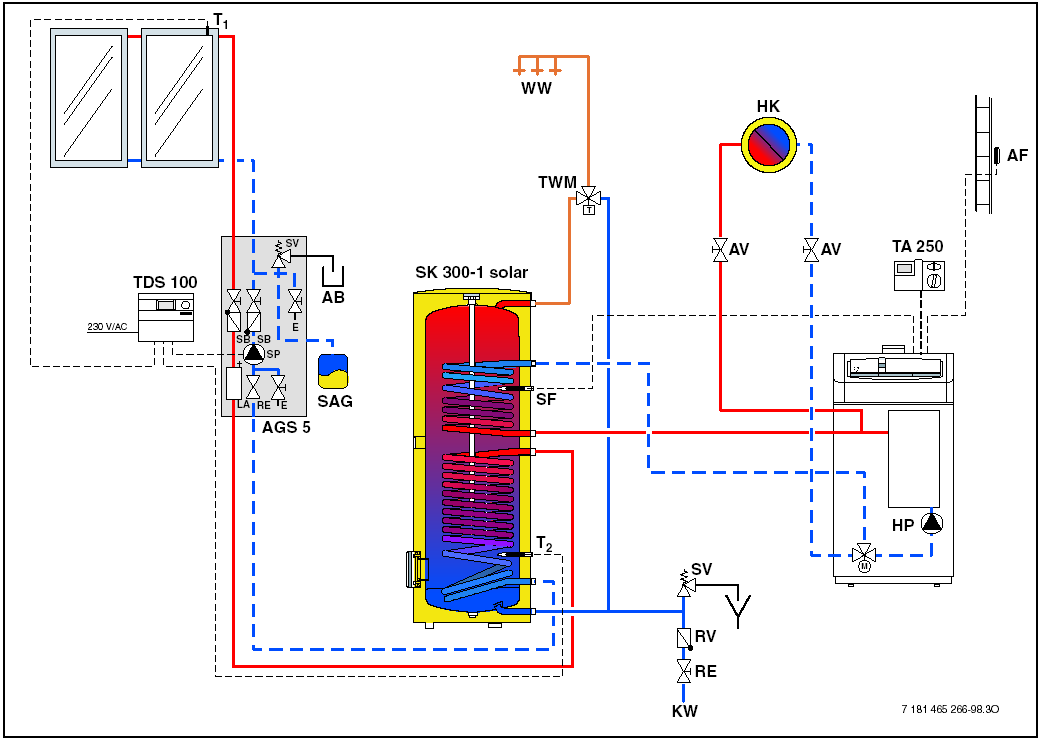 T1
WW
HK
AF
TWM
T
AV
AV
TA 250
SV
AB
SK 300-1 solar
TDS 100
230 V/AC
E
SB
SB
SP
SAG
+
LA
RE
E
AGS 5
SF
HP
M
T2
SV
RV
RE
KW
7 181 465 266-98.3O